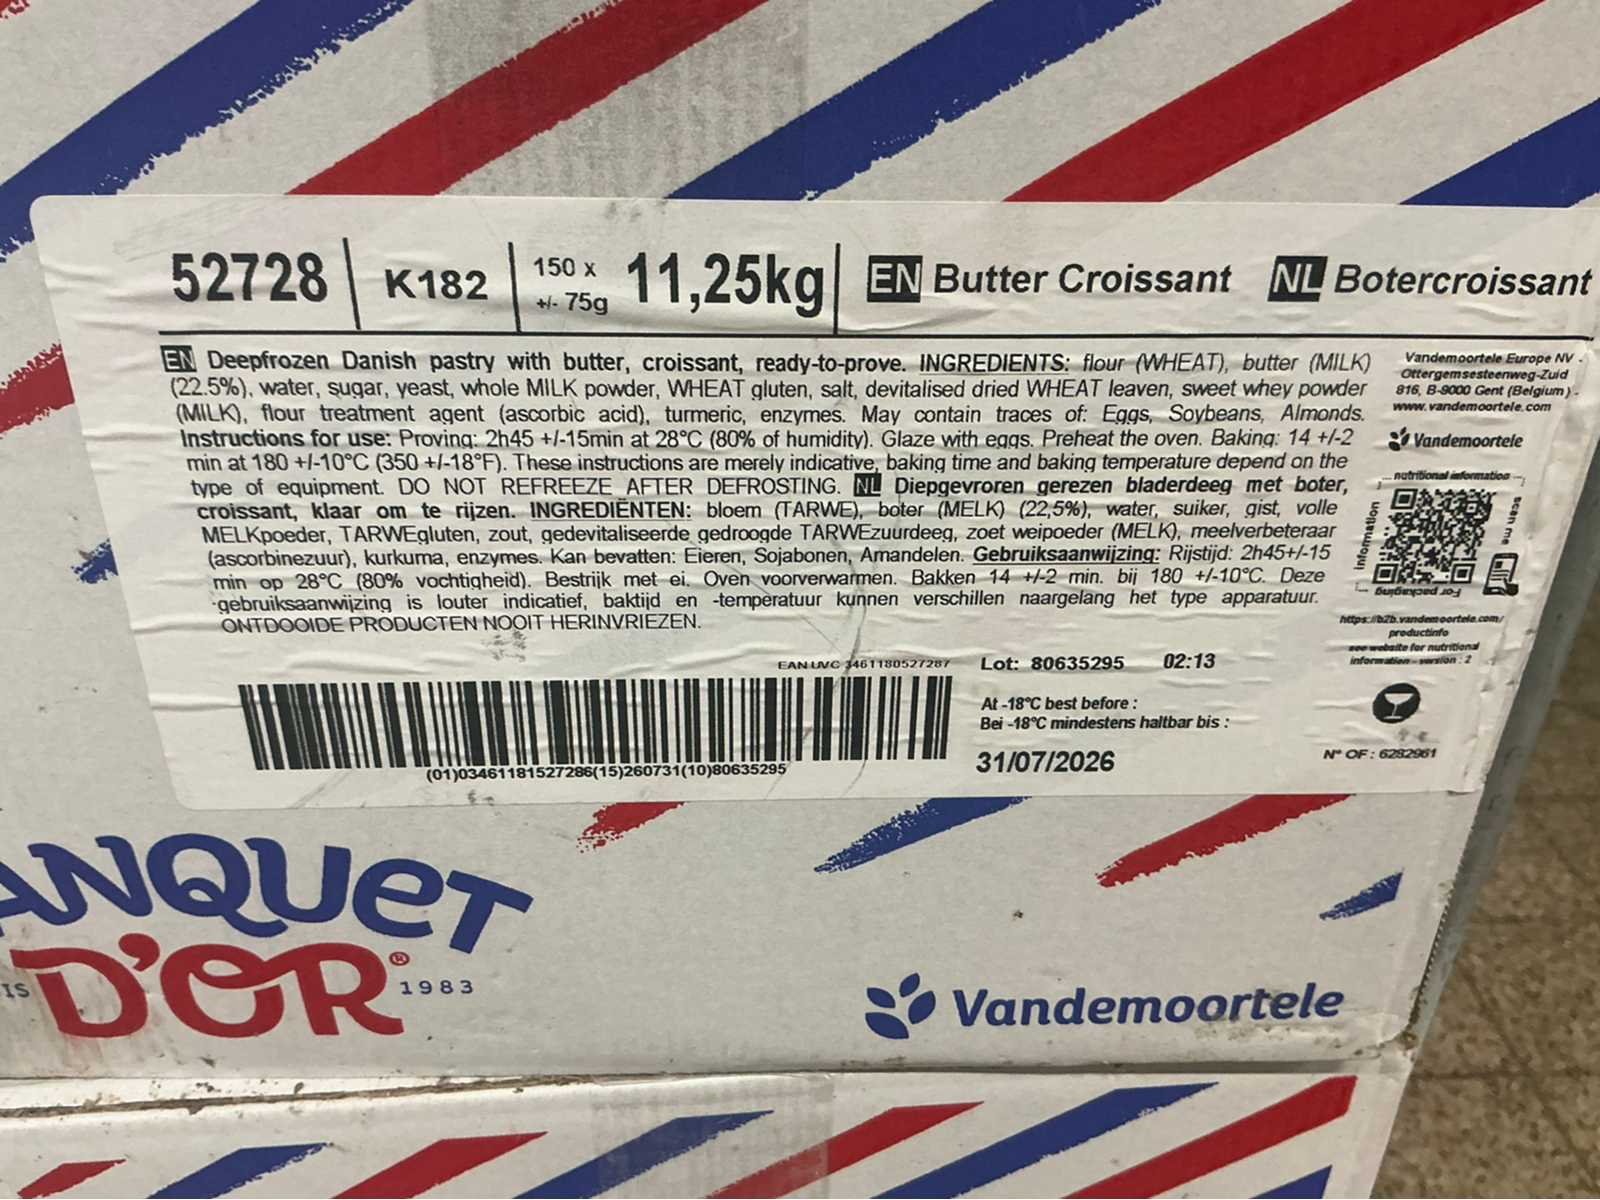 52728 K182 150 x +/- 75g 11,25kg EN Butter Croissant NL Botercroissant
EN Deepfrozen Danish pastry with butter, croissant, ready-to-prove. INGREDIENTS: flour (WHEAT), butter (MILK)
(22.5%), water, sugar, yeast, whole MILK powder, WHEAT gluten, salt, devitalised dried WHEAT leaven, sweet whey powder
(MILK), flour treatment agent (ascorbic acid), turmeric, enzymes. May contain traces of: Eggs, Soybeans, Almonds.
Instructions for use: Proving: 2h45 +/-15min at 28°C (80% of humidity). Glaze with eggs. Preheat the oven. Baking: 14 +/-2
min at 180 +/-10°C (350 +/-18°F). These instructions are merely indicative, baking time and baking temperature depend on the
type of equipment. DO NOT REFREEZE AFTER DEFROSTING. NL Diepgevroren gerezen bladerdeeg met boter,
croissant, klaar om te rijzen. INGREDIËNTEN: bloem (TARWE), boter (MELK) (22,5%), water, suiker, gist, volle
MELKpoeder, TARWEgluten, zout, gedevitaliseerde gedroogde TARWEzuurdeeg, zoet weipoeder (MELK), meelverbeteraar
(ascorbinezuur), kurkuma, enzymes. Kan bevatten: Eieren, Sojabonen, Amandelen. Gebruiksaanwijzing: Rijstijd: 2h45+/-15
min op 28°C (80% vochtigheid). Bestrijk met ei. Oven voorverwarmen. Bakken 14 +/-2 min. bij 180 +/-10°C. Deze
gebruiksaanwijzing is louter indicatief, baktijd en -temperatuur kunnen verschillen naargelang het type apparatuur.
ONTDOOIDE PRODUCTEN NOOIT HERINVRIEZEN.
Vandemoortele Europe NV -
Ottergemsesteenweg-Zuid
816, B-9000 Gent (Belgium) -
www.vandemoortele.com
Vandemoortele
nutritional information
scan me
For packaging
information
https://b2b.vandemoortele.com/
productinfo
see website for nutritional
information - version : 2
N° OF : 6282961
EAN UVC 3461180527287
Lot: 80635295 02:13
At -18°C best before :
Bei -18°C mindestens haltbar bis :
31/07/2026
(01)03461181527286(15)260731(10)80635295
ANQUET
D'OR®
IS 1983
Vandemoortele